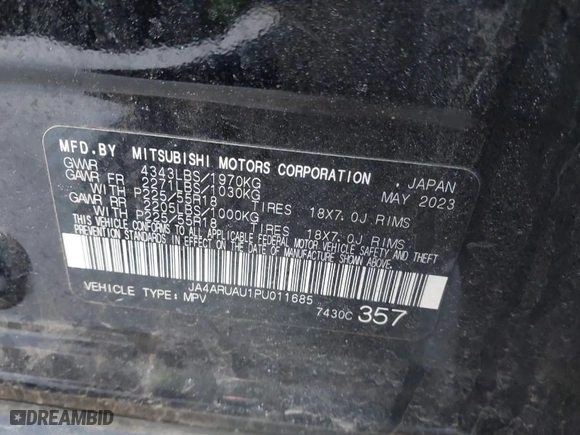 MFD.BY MITSUBISHI MOTORS CORPORATION , JAPAN
GVWR 4343LBS/1970KG MAY 2023
GAWR FR 2271LBS/1030KG
WITH P225/55R18 TIRES 18X7.0J RIMS
GAWR RR LBS/1000KG
WITH P225/55R18 TIRES 18X7.0J RIMS
THIS VEHICLE CONFORMS TO ALL APPLICABLE FEDERAL MOTOR VEHICLE SAFETY AND THEFT
PREVENTION STANDARDS IN EFFECT ON THE DATE OF MANUFACTURE SHOWN ABOVE.
JA4ARUAU1PU011685
VEHICLE TYPE: MPV 7430C 357
DREAMBID